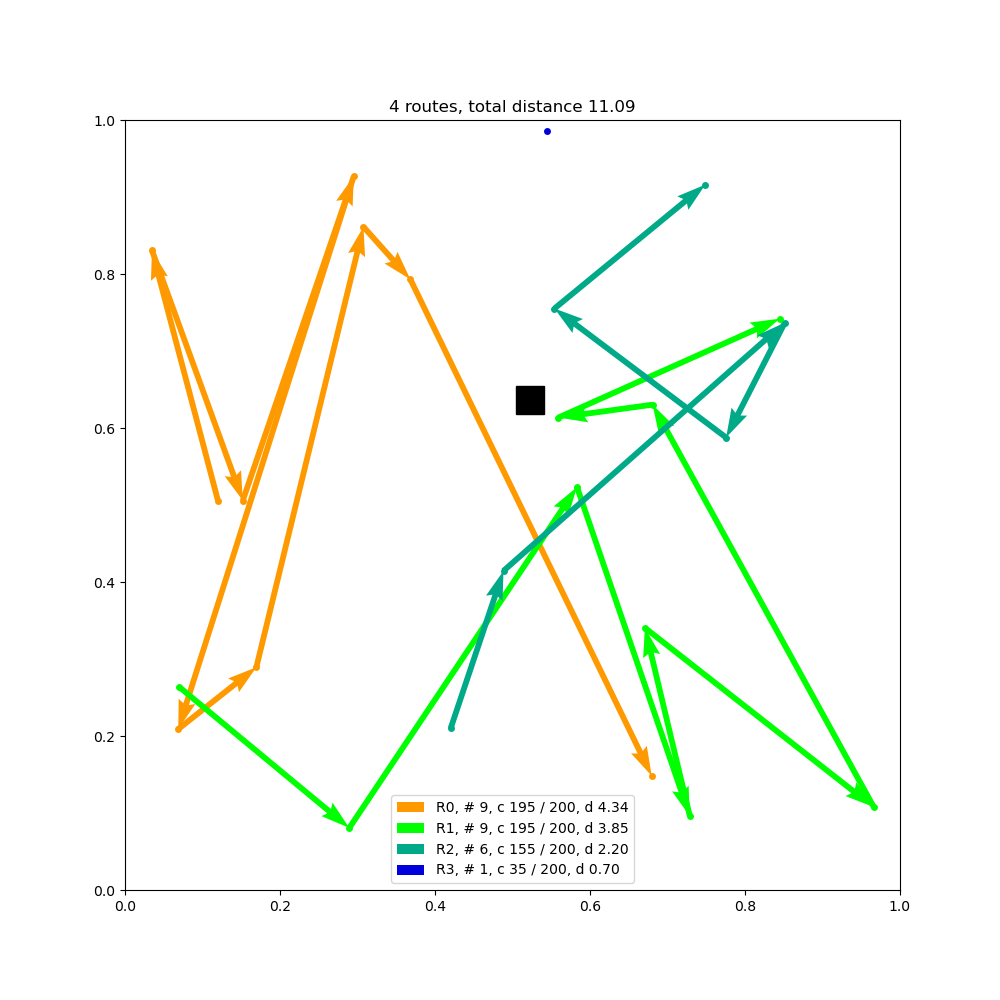 4 routes, total distance 11.09
1.0
0.8
0.6
0.4
0.2
0.0
R0, # 9, c 195 / 200, d 4.34
R1, # 9, c 195 / 200, d 3.85
R2, # 6, c 155 / 200, d 2.20
R3, # 1, c 35 / 200, d 0.70
0.0 0.2 0.4 0.6 0.8 1.0